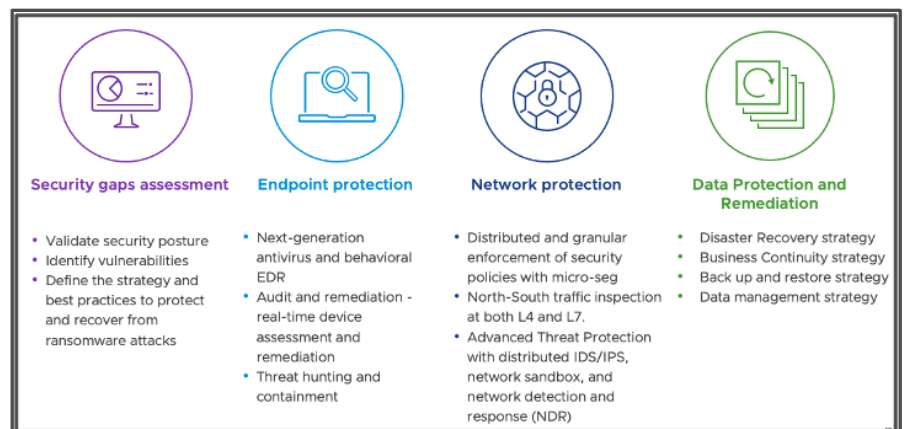 Security gaps assessment
• Validate security posture
• Identify vulnerabilities
• Define the strategy and
best practices to protect
and recover from
ransomware attacks
Endpoint protection
• Next-generation
antivirus and behavioral
EDR
• Audit and remediation -
real-time device
assessment and
remediation
• Threat hunting and
containment
Network protection
• Distributed and granular
enforcement of security
policies with micro-seg
• North-South traffic inspection
at both L4 and L7.
• Advanced Threat Protection
with distributed IDS/IPS,
network sandbox, and
network detection and
response (NDR)
Data Protection and
Remediation
• Disaster Recovery strategy
• Business Continuity strategy
• Back up and restore strategy
• Data management strategy